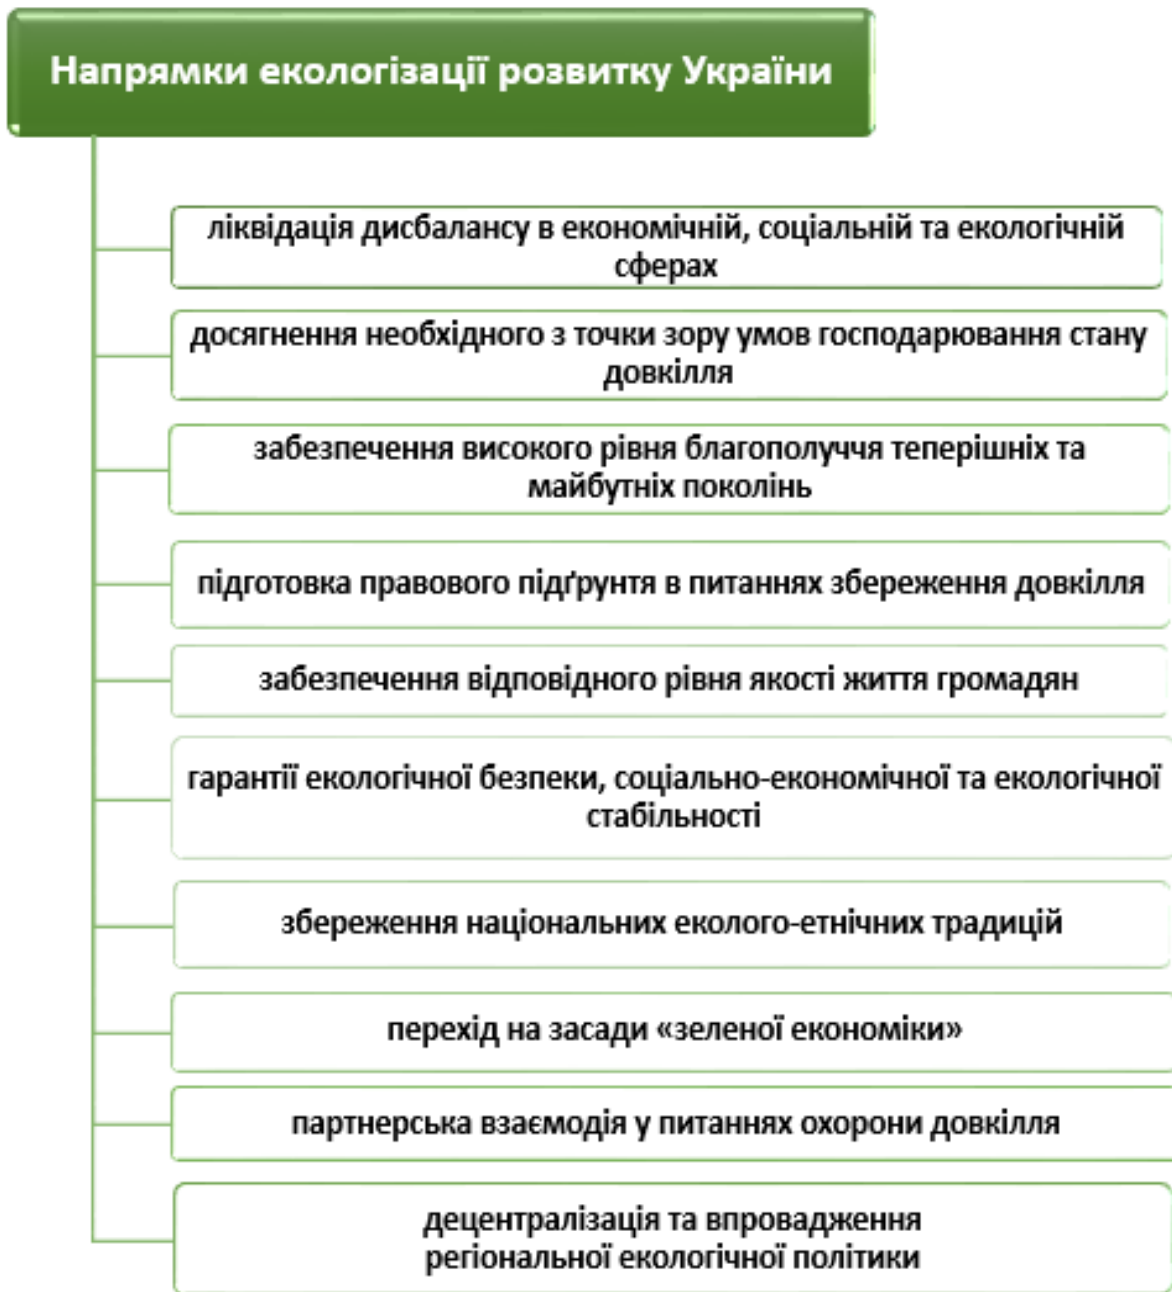 Напрямки екологізації розвитку України
ліквідація дисбалансу в економічній, соціальній та екологічній
сферах
досягнення необхідного з точки зору умов господарювання стану
довкілля
забезпечення високого рівня благополуччя теперішніх та
майбутніх поколінь
підготовка правового підґрунтя в питаннях збереження довкілля
забезпечення відповідного рівня якості життя громадян
гарантії екологічної безпеки, соціально-економічної та екологічної
стабільності
збереження національних еколого-етнічних традицій
перехід на засади «зеленої економіки»
партнерська взаємодія у питаннях охорони довкілля
децентралізація та впровадження
регіональної екологічної політики